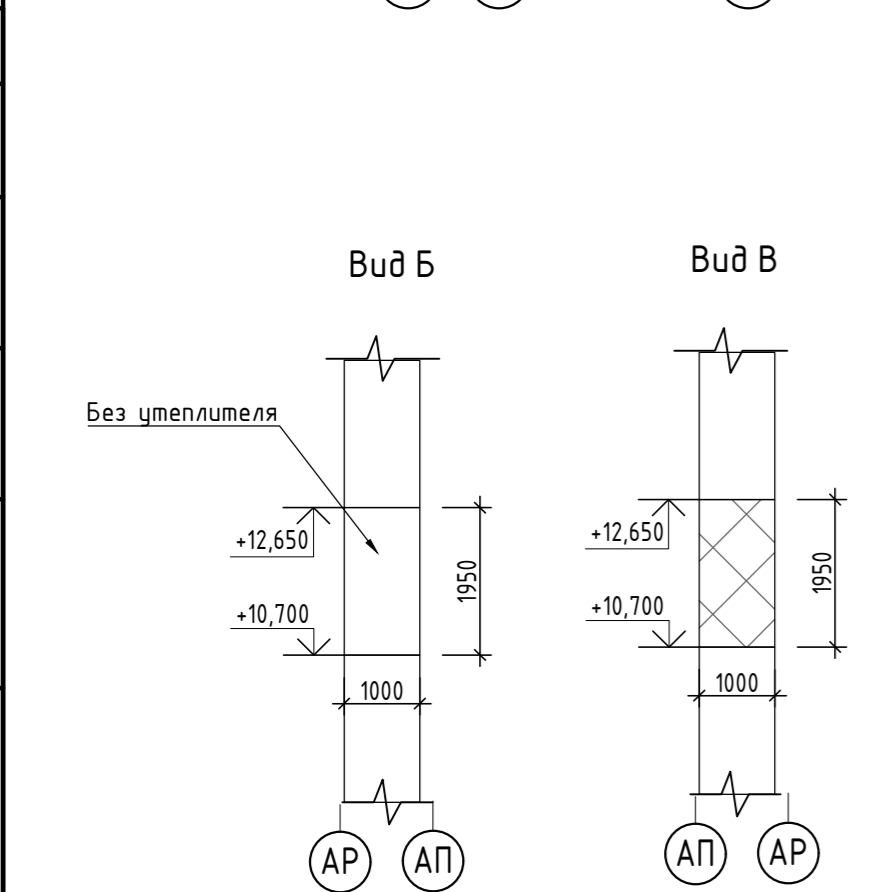 Вид Б
Без утеплителя
+12,650
+10,700
1950
1000
АР АП
Вид В
+12,650
+10,700
1950
1000
АП АР